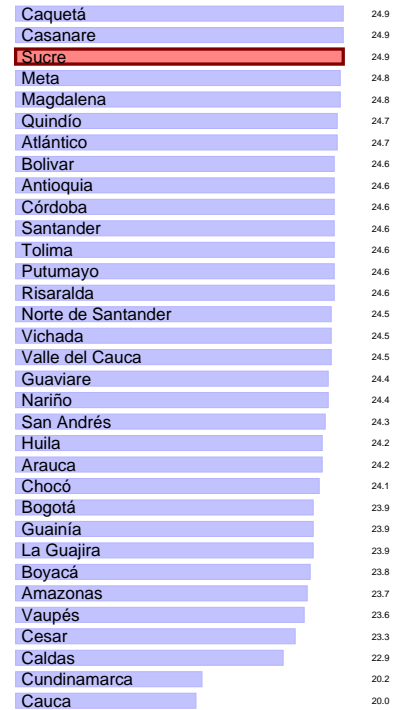 Caquetá 24.9
Casanare 24.9
Sucre 24.9
Meta 24.8
Magdalena 24.8
Quindío 24.7
Atlántico 24.7
Bolivar 24.6
Antioquia 24.6
Córdoba 24.6
Santander 24.6
Tolima 24.6
Putumayo 24.6
Risaralda 24.6
Norte de Santander 24.5
Vichada 24.5
Valle del Cauca 24.5
Guaviare 24.4
Nariño 24.4
San Andrés 24.3
Huila 24.2
Arauca 24.2
Chocó 24.1
Bogotá 23.9
Guainía 23.9
La Guajira 23.9
Boyacá 23.8
Amazonas 23.7
Vaupés 23.6
Cesar 23.3
Caldas 22.9
Cundinamarca 20.2
Cauca 20.0